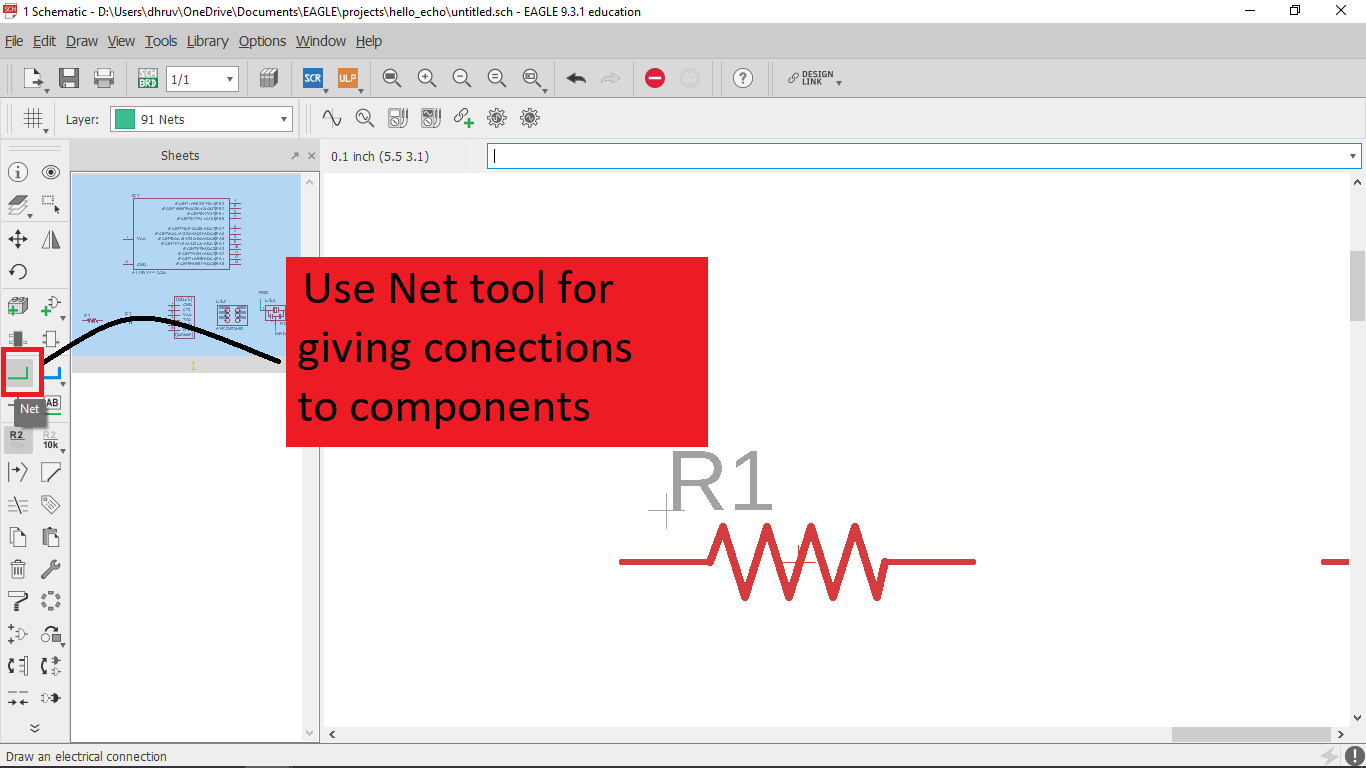 1 Schematic - D:\Users\dhruv\OneDrive\Documents\EAGLE\projects\hello_echo\untitled.sch - EAGLE 9.3.1 education
File Edit Draw View Tools Library Options Window Help
SCH BRD 1/1 SCR ULP GO DESIGN LINK
Layer: 91 Nets
Sheets
0.1 inch (5.5 3.1)
Use Net tool for
giving conections
to components
1
Net
AB
R2 R2
10k 10k
R1
Draw an electrical connection